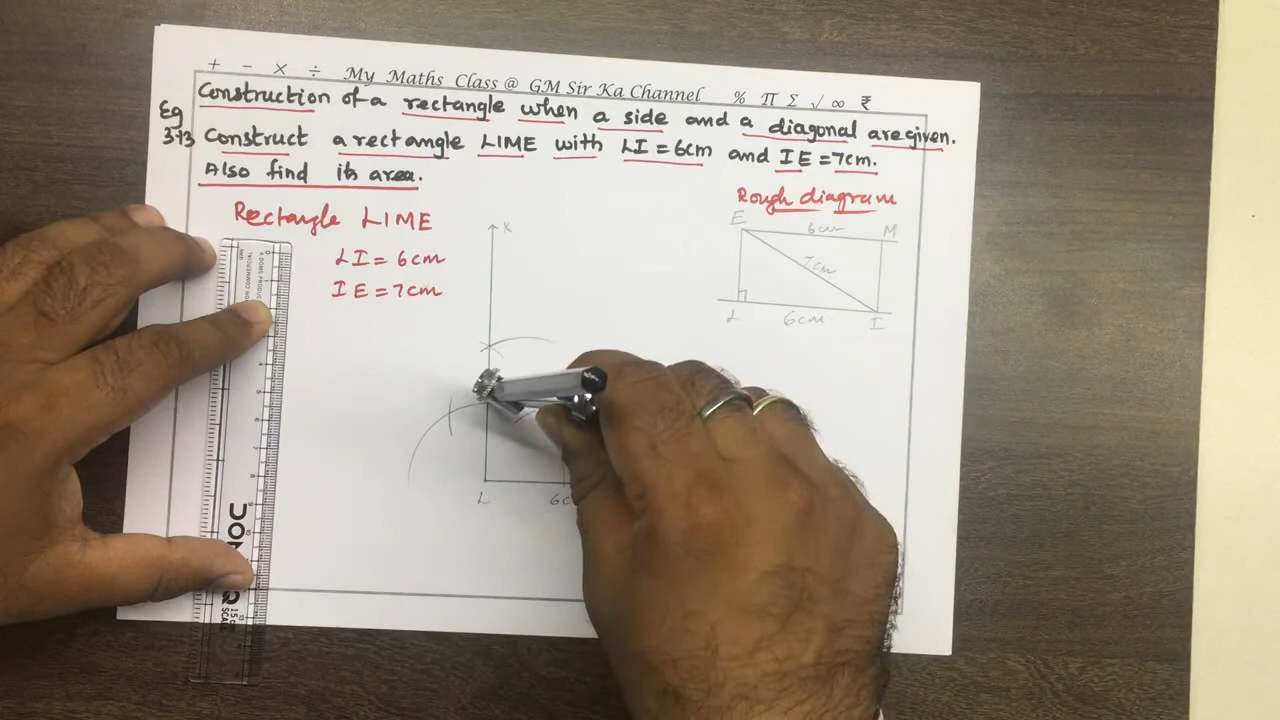 + − × ÷ My Maths Class @ GM Sir Ka Channel % Π Σ √ ∞ ₹
Construction of a rectangle when a side and a diagonal are given.
Eg
3.13 Construct a rectangle LIME with LI = 6cm and IE = 7cm.
Also find its area.
Rough diagram
Rectangle LIME
LI = 6cm
IE = 7cm
E 6cm M
7cm
L 6cm I
X
L 6c